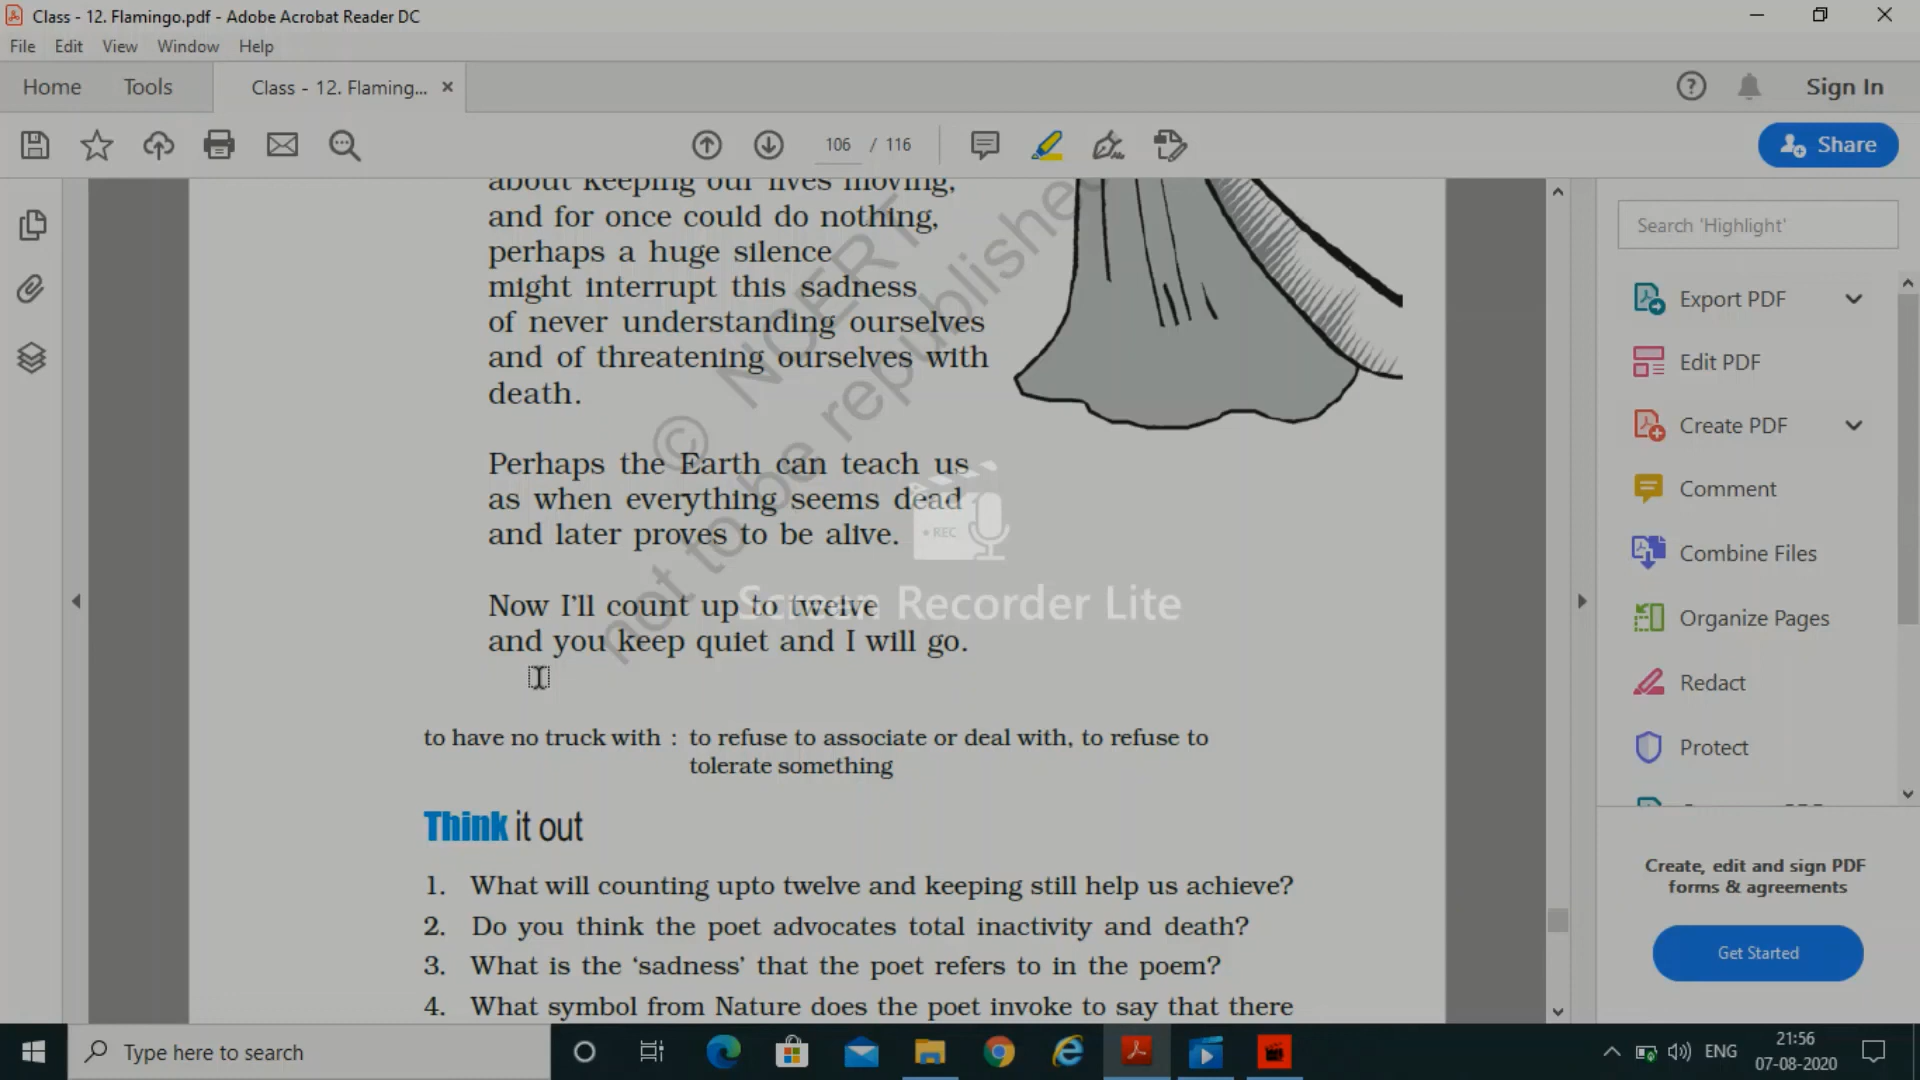 Class - 12. Flamingo.pdf - Adobe Acrobat Reader DC
File Edit View Window Help
Home Tools Class - 12. Flaming... × Sign In
106 / 116 Share
about keeping our lives moving,
and for once could do nothing,
perhaps a huge silence
might interrupt this sadness
of never understanding ourselves
and of threatening ourselves with
death.
Perhaps the Earth can teach us
as when everything seems dead
and later proves to be alive.
Now I'll count up to twelve
and you keep quiet and I will go.
© NCERT
not to be republished
REC
Screen Recorder Lite
to have no truck with : to refuse to associate or deal with, to refuse to
tolerate something
Think it out
1. What will counting upto twelve and keeping still help us achieve?
2. Do you think the poet advocates total inactivity and death?
3. What is the ‘sadness’ that the poet refers to in the poem?
4. What symbol from Nature does the poet invoke to say that there
Search 'Highlight'
Export PDF
Edit PDF
Create PDF
Comment
Combine Files
Organize Pages
Redact
Protect
Create, edit and sign PDF
forms & agreements
Get Started
Type here to search
ENG
21:56
07-08-2020